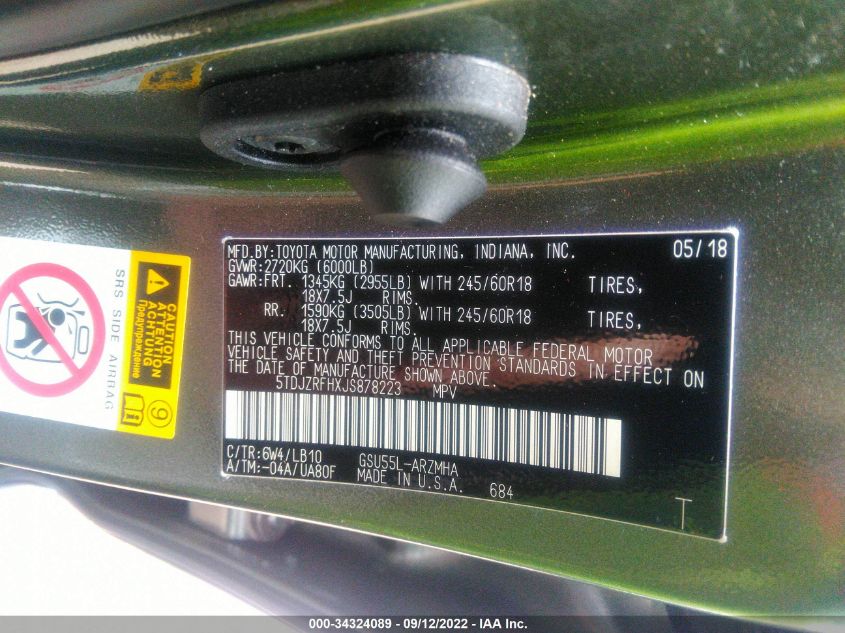 MFD.BY:TOYOTA MOTOR MANUFACTURING, INDIANA, INC. 05/18
GVWR:2720KG (6000LB)
GAWR:FRT. 1345KG (2955LB) WITH 245/60R18 TIRES,
18X7.5J RIMS.
RR. 1590KG (3505LB) WITH 245/60R18 TIRES,
18X7.5J RIMS.
THIS VEHICLE CONFORMS TO ALL APPLICABLE FEDERAL MOTOR
VEHICLE SAFETY AND THEFT PREVENTION STANDARDS IN EFFECT ON
THE DATE OF MANUFACTURE SHOWN ABOVE.
5TDJZRFHXJS878223 MPV
C/TR:6W4/LB10 GSU55L-ARZMHA
A/TM:-04A/UA80F MADE IN U.S.A. 684
T
SRS SIDE AIRBAG
ATTENTION
ACHTUNG
Предупреждение
9
000-34324089 - 09/12/2022 - IAA Inc.